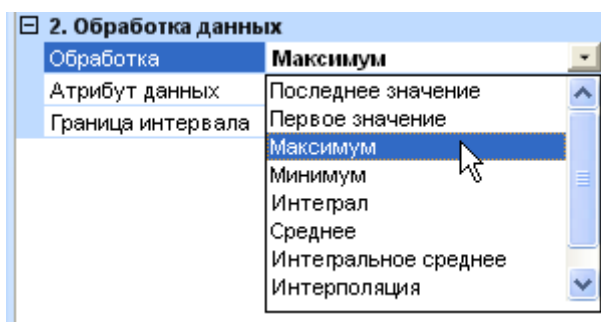 2. Обработка данных
Обработка Максимум
Атрибут данных
Граница интервала
Последнее значение
Первое значение
Максимум
Минимум
Интеграл
Среднее
Интегральное среднее
Интерполяция